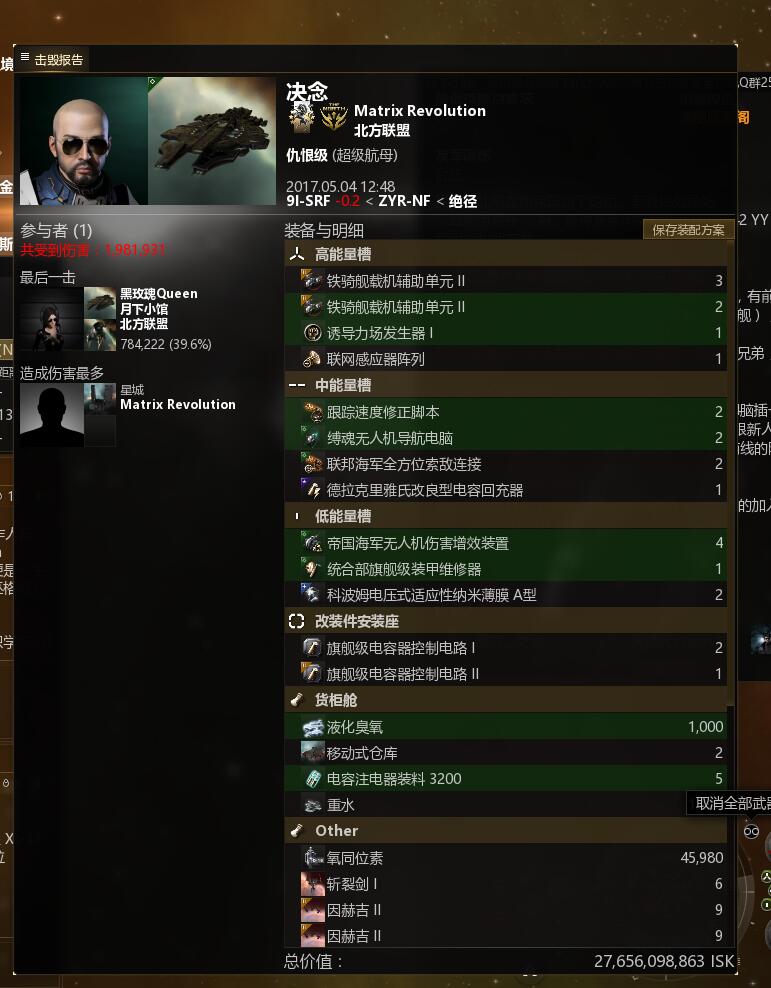 击毁报告
决念
Matrix Revolution
北方联盟
仇恨级 (超级航母)
2017.05.04 12:48
9I-SRF -0.2 < ZYR-NF < 绝径
参与者 (1)
共受到伤害：1,981,931
最后一击
黑玫瑰Queen
月下小馆
北方联盟
784,222 (39.6%)
造成伤害最多
星城
Matrix Revolution
装备与明细
保存装配方案
高能量槽
铁骑舰载机辅助单元 II 3
铁骑舰载机辅助单元 II 2
诱导力场发生器 I 1
联网感应器阵列 1
中能量槽
跟踪速度修正脚本 2
缚魂无人机导航电脑 2
联邦海军全方位索敌连接 2
德拉克里雅氏改良型电容回充器 1
低能量槽
帝国海军无人机伤害增效装置 4
统合部旗舰级装甲维修器 1
科波姆电压式适应性纳米薄膜 A型 2
改装件安装座
旗舰级电容器控制电路 I 2
旗舰级电容器控制电路 II 1
货柜舱
液化臭氧 1,000
移动式仓库 2
电容注电器装料 3200 5
重水
取消全部武器
Other
氧同位素 45,980
斩裂剑 I 6
因赫吉 II 9
因赫吉 II 9
总价值： 27,656,098,863 ISK